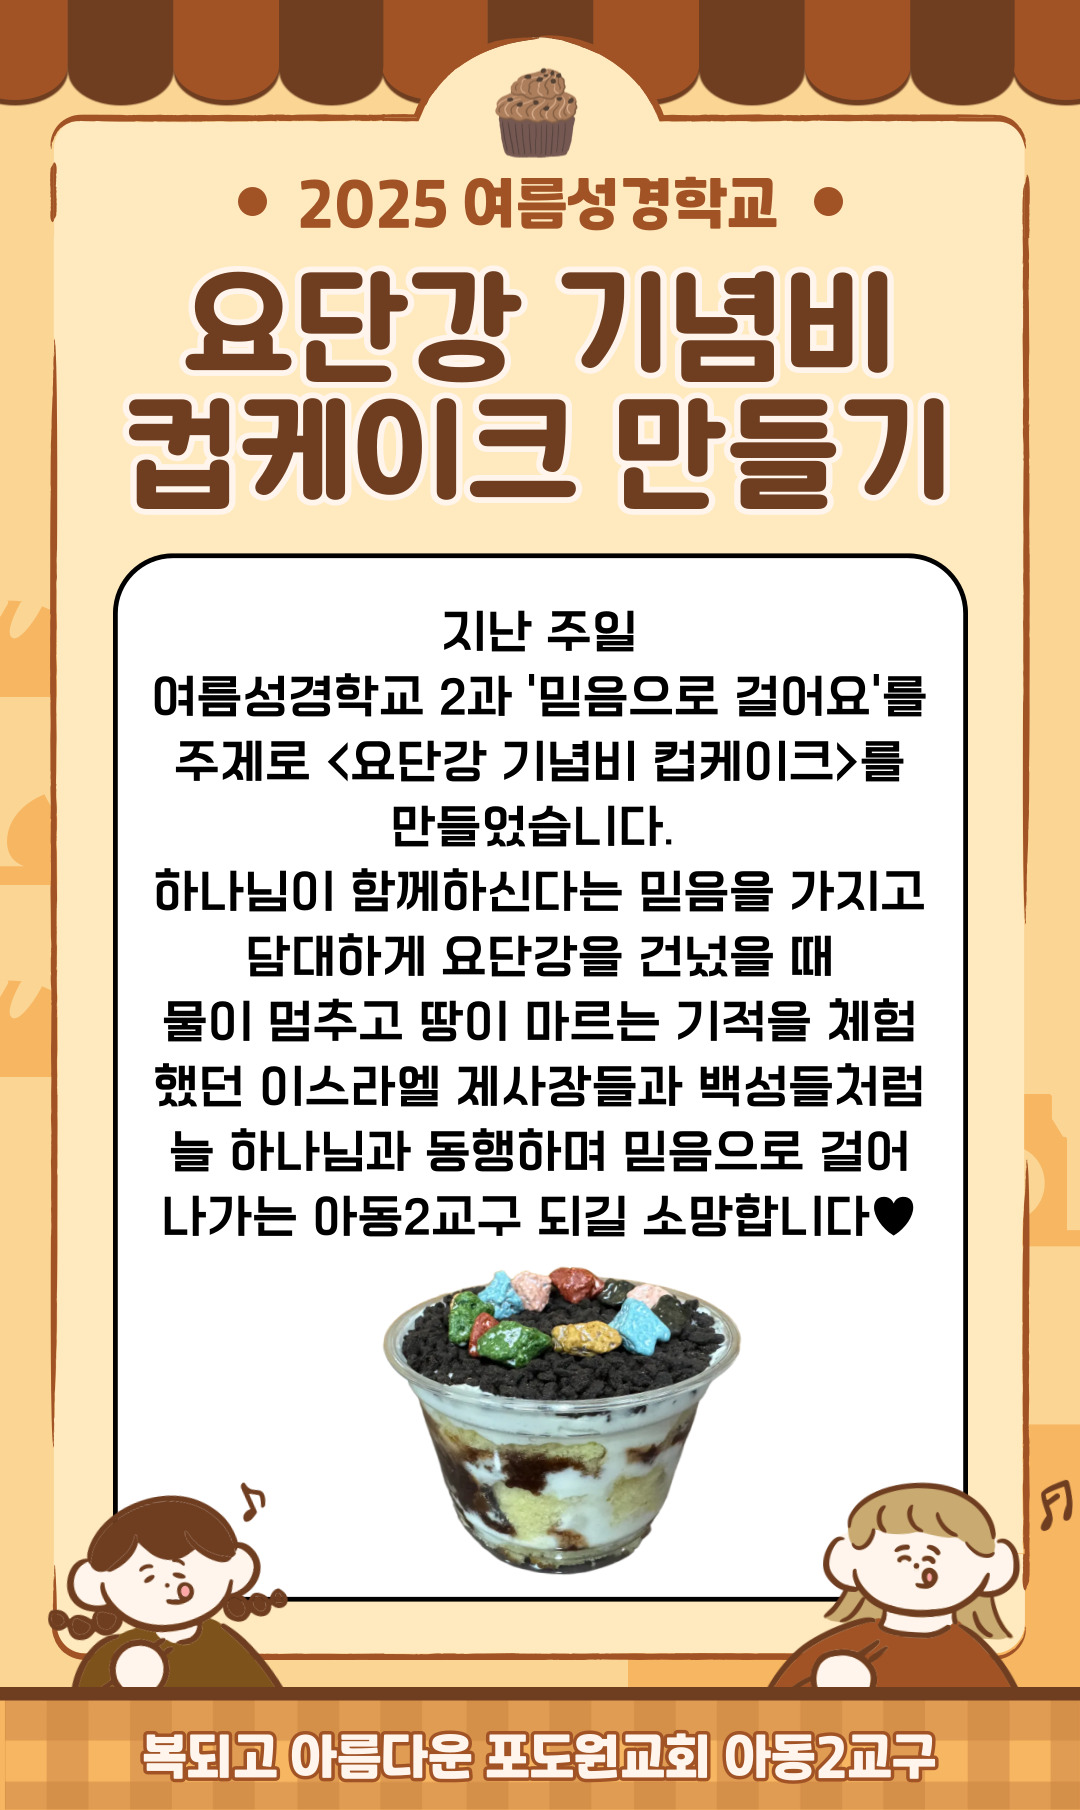 2025 여름성경학교
요단강 기념비
컵케이크 만들기
지난 주일
여름성경학교 2과 '믿음으로 걸어요'를
주제로 <요단강 기념비 컵케이크>를
만들었습니다.
하나님이 함께하신다는 믿음을 가지고
담대하게 요단강을 건넜을 때
물이 멈추고 땅이 마르는 기적을 체험
했던 이스라엘 제사장들과 백성들처럼
늘 하나님과 동행하며 믿음으로 걸어
나가는 아동2교구 되길 소망합니다♥
복되고 아름다운 포도원교회 아동2교구